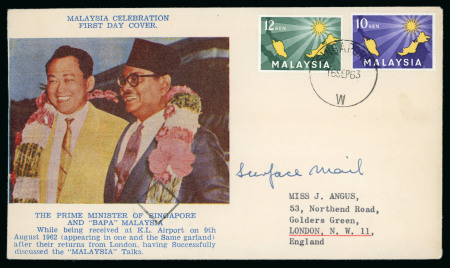 MALAYSIA CELEBRATION
FIRST DAY COVER.
THE PRIME MINISTER OF SINGAPORE
AND "BAPA" MALAYSIA
While being received at K.L. Airport on 9th
August 1962 (appearing in one and the Same garland)
after their returns from London, having Successfully
discussed the "MALAYSIA" Talks.
12 SEN
MALAYSIA
10 SEN
MALAYSIA
16SEP63
W
Surface Mail
MISS J. ANGUS,
53, Northend Road,
Golders Green,
LONDON, N. W. 11,
England